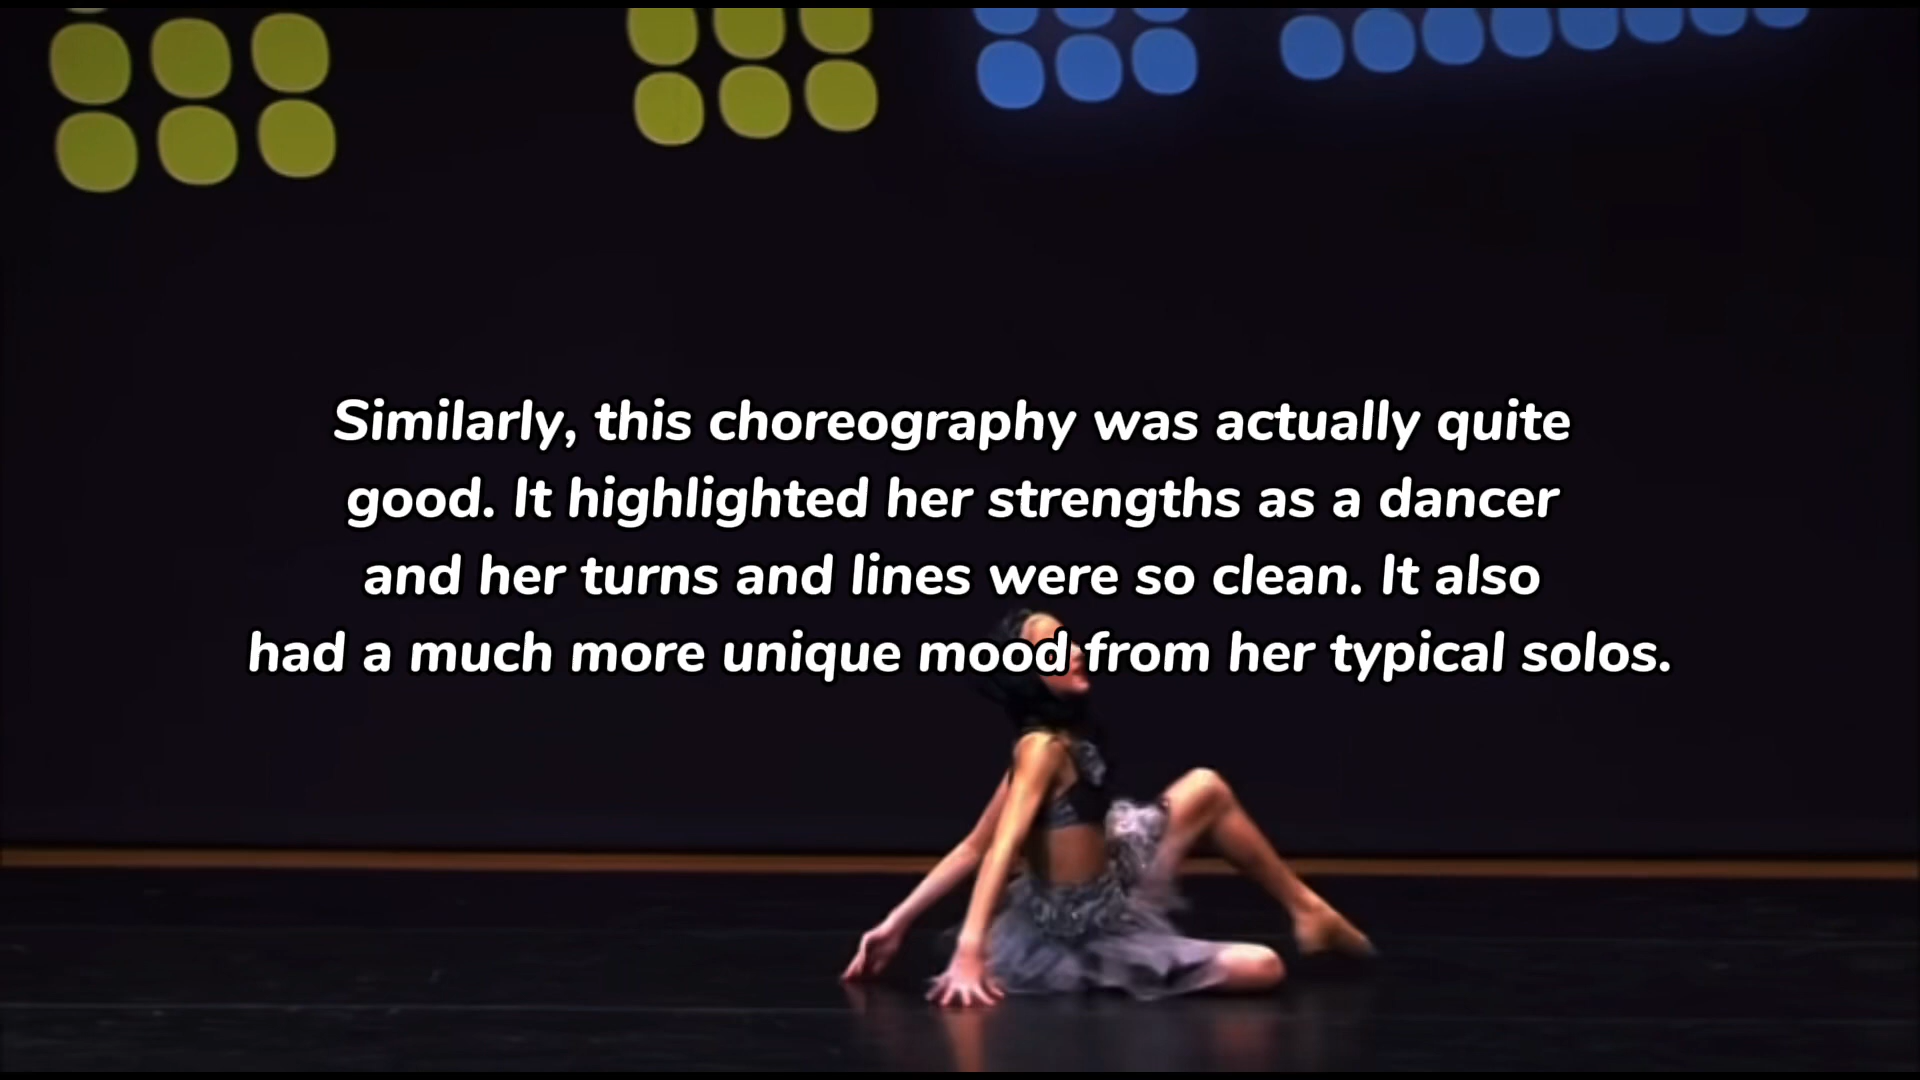 Similarly, this choreography was actually quite
good. It highlighted her strengths as a dancer
and her turns and lines were so clean. It also
had a much more unique mood from her typical solos.